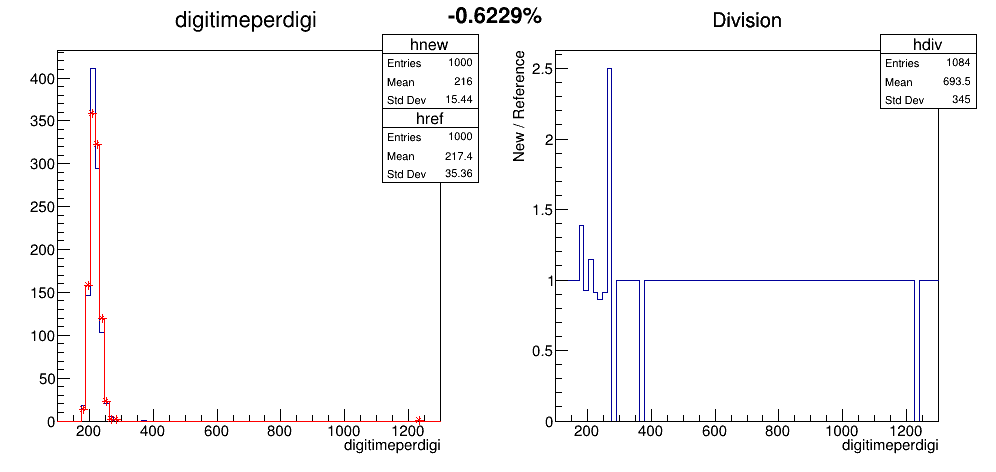 digitimeperdigi
-0.6229%
Division
hnew
Entries 1000
Mean 216
Std Dev 15.44
href
Entries 1000
Mean 217.4
Std Dev 35.36
400
350
300
250
200
150
100
50
0
200 400 600 800 1000 1200
digitimeperdigi
hdiv
Entries 1084
Mean 693.5
Std Dev 345
New / Reference
2.5
2
1.5
1
0.5
0
200 400 600 800 1000 1200
digitimeperdigi